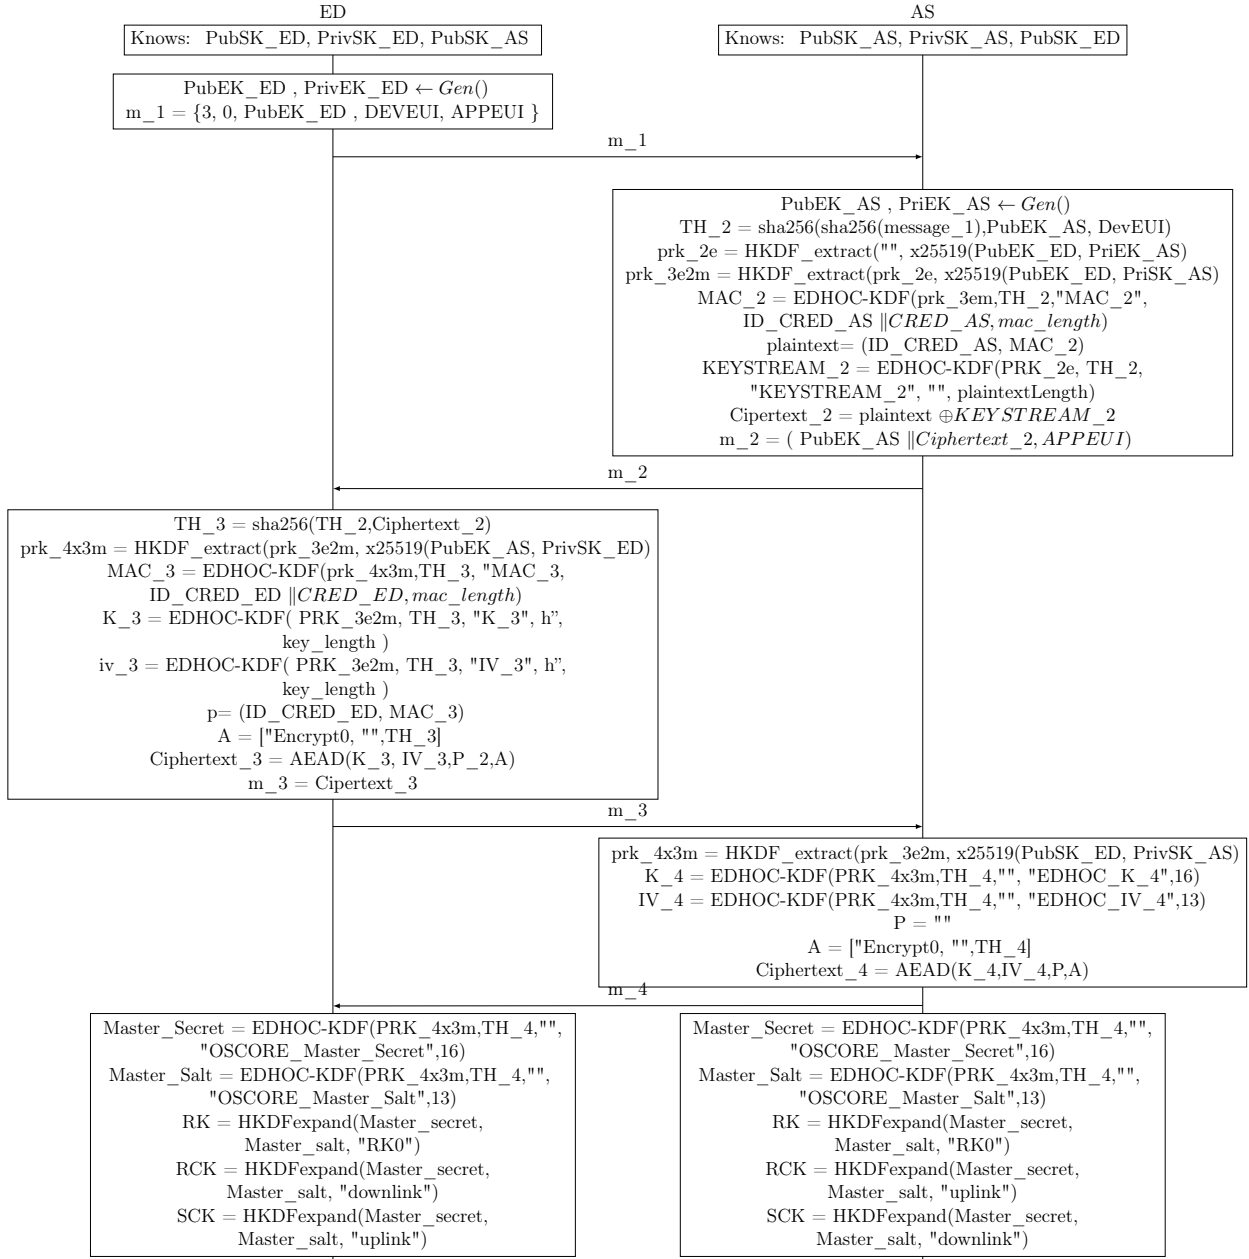 ED
AS
Knows: PubSK_ED, PrivSK_ED, PubSK_AS
Knows: PubSK_AS, PrivSK_AS, PubSK_ED
PubEK_ED , PrivEK_ED ← Gen()
m_1 = {3, 0, PubEK_ED , DEVEUI, APPEUI }
m_1
PubEK_AS , PriEK_AS ← Gen()
TH_2 = sha256(sha256(message_1),PubEK_AS, DevEUI)
prk_2e = HKDF_extract("", x25519(PubEK_ED, PriEK_AS)
prk_3e2m = HKDF_extract(prk_2e, x25519(PubEK_ED, PriSK_AS)
MAC_2 = EDHOC-KDF(prk_3em,TH_2,"MAC_2",
ID_CRED_AS ||CRED_AS, mac_length)
plaintext= (ID_CRED_AS, MAC_2)
KEYSTREAM_2 = EDHOC-KDF(PRK_2e, TH_2,
"KEYSTREAM_2", "", plaintextLength)
Cipertext_2 = plaintext ⊕KEYSTREAM_2
m_2 = ( PubEK_AS ||Ciphertext_2, APPEUI)
m_2
TH_3 = sha256(TH_2,Ciphertext_2)
prk_4x3m = HKDF_extract(prk_3e2m, x25519(PubEK_AS, PrivSK_ED)
MAC_3 = EDHOC-KDF(prk_4x3m,TH_3, "MAC_3,
ID_CRED_ED ||CRED_ED, mac_length)
K_3 = EDHOC-KDF( PRK_3e2m, TH_3, "K_3", h”,
key_length )
iv_3 = EDHOC-KDF( PRK_3e2m, TH_3, "IV_3", h”,
key_length )
p= (ID_CRED_ED, MAC_3)
A = ["Encrypt0, "",TH_3]
Ciphertext_3 = AEAD(K_3, IV_3,P_2,A)
m_3 = Cipertext_3
m_3
prk_4x3m = HKDF_extract(prk_3e2m, x25519(PubSK_ED, PrivSK_AS)
K_4 = EDHOC-KDF(PRK_4x3m,TH_4,"", "EDHOC_K_4",16)
IV_4 = EDHOC-KDF(PRK_4x3m,TH_4,"", "EDHOC_IV_4",13)
P = ""
A = ["Encrypt0, "",TH_4]
Ciphertext_4 = AEAD(K_4,IV_4,P,A)
m_4
Master_Secret = EDHOC-KDF(PRK_4x3m,TH_4,"",
"OSCORE_Master_Secret",16)
Master_Salt = EDHOC-KDF(PRK_4x3m,TH_4,"",
"OSCORE_Master_Salt",13)
RK = HKDFexpand(Master_secret,
Master_salt, "RK0")
RCK = HKDFexpand(Master_secret,
Master_salt, "downlink")
SCK = HKDFexpand(Master_secret,
Master_salt, "uplink")
Master_Secret = EDHOC-KDF(PRK_4x3m,TH_4,"",
"OSCORE_Master_Secret",16)
Master_Salt = EDHOC-KDF(PRK_4x3m,TH_4,"",
"OSCORE_Master_Salt",13)
RK = HKDFexpand(Master_secret,
Master_salt, "RK0")
RCK = HKDFexpand(Master_secret,
Master_salt, "uplink")
SCK = HKDFexpand(Master_secret,
Master_salt, "downlink")